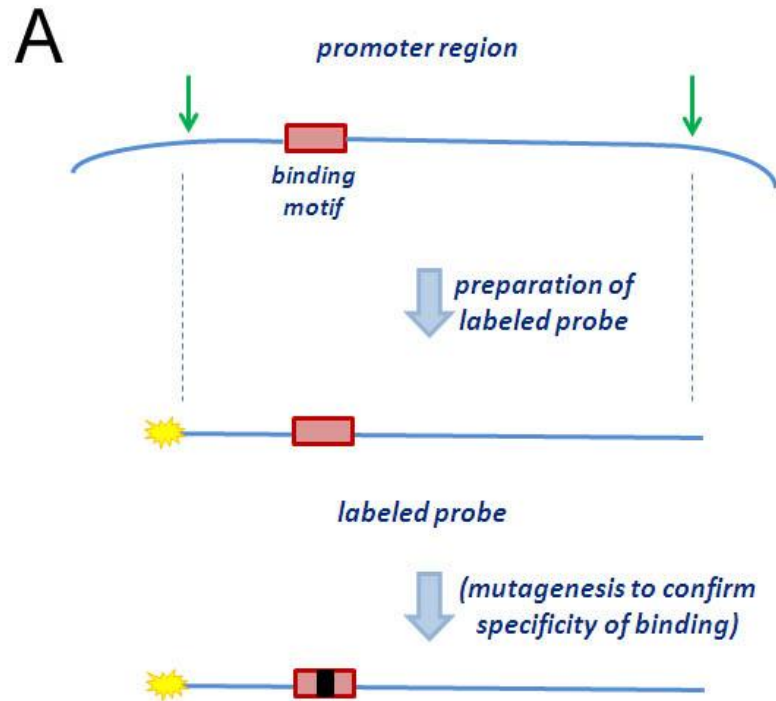 A
promoter region
binding
motif
preparation of
labeled probe
labeled probe
(mutagenesis to confirm
specificity of binding)